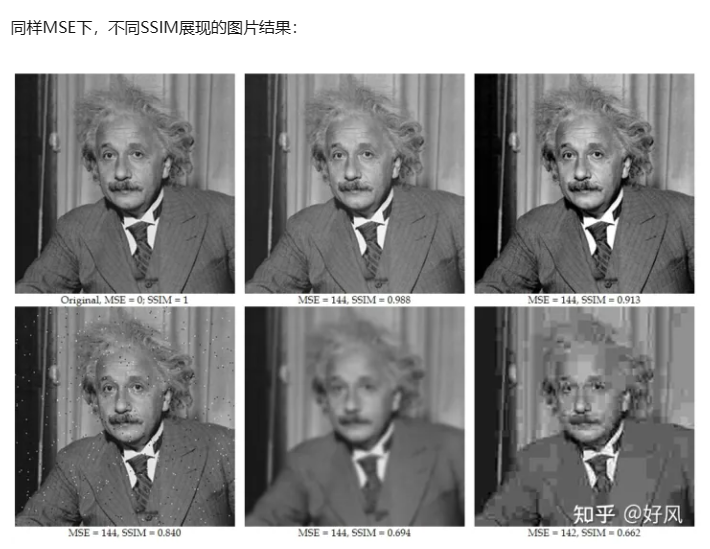 同样MSE下，不同SSIM展现的图片结果：
Original, MSE = 0; SSIM = 1
MSE = 144, SSIM = 0.988
MSE = 144, SSIM = 0.913
MSE = 144, SSIM = 0.840
MSE = 144, SSIM = 0.694
MSE = 142, SSIM = 0.662
知乎 @好风